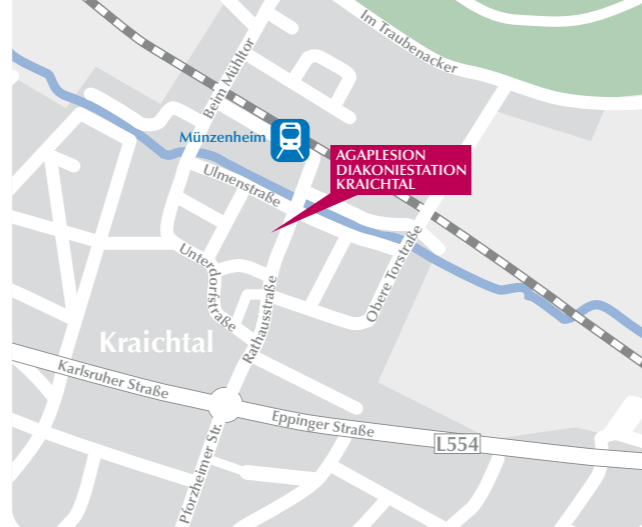 Im Traubenacker
Beim Mühltor
Münzenheim
AGAPLESION
DIAKONIESTATION
KRAICHTAL
Ulmenstraße
Unterdorfstraße
Obere Torstraße
Rathausstraße
Kraichtal
Karlsruher Straße
Eppinger Straße
L554
Pforzheimer Str.